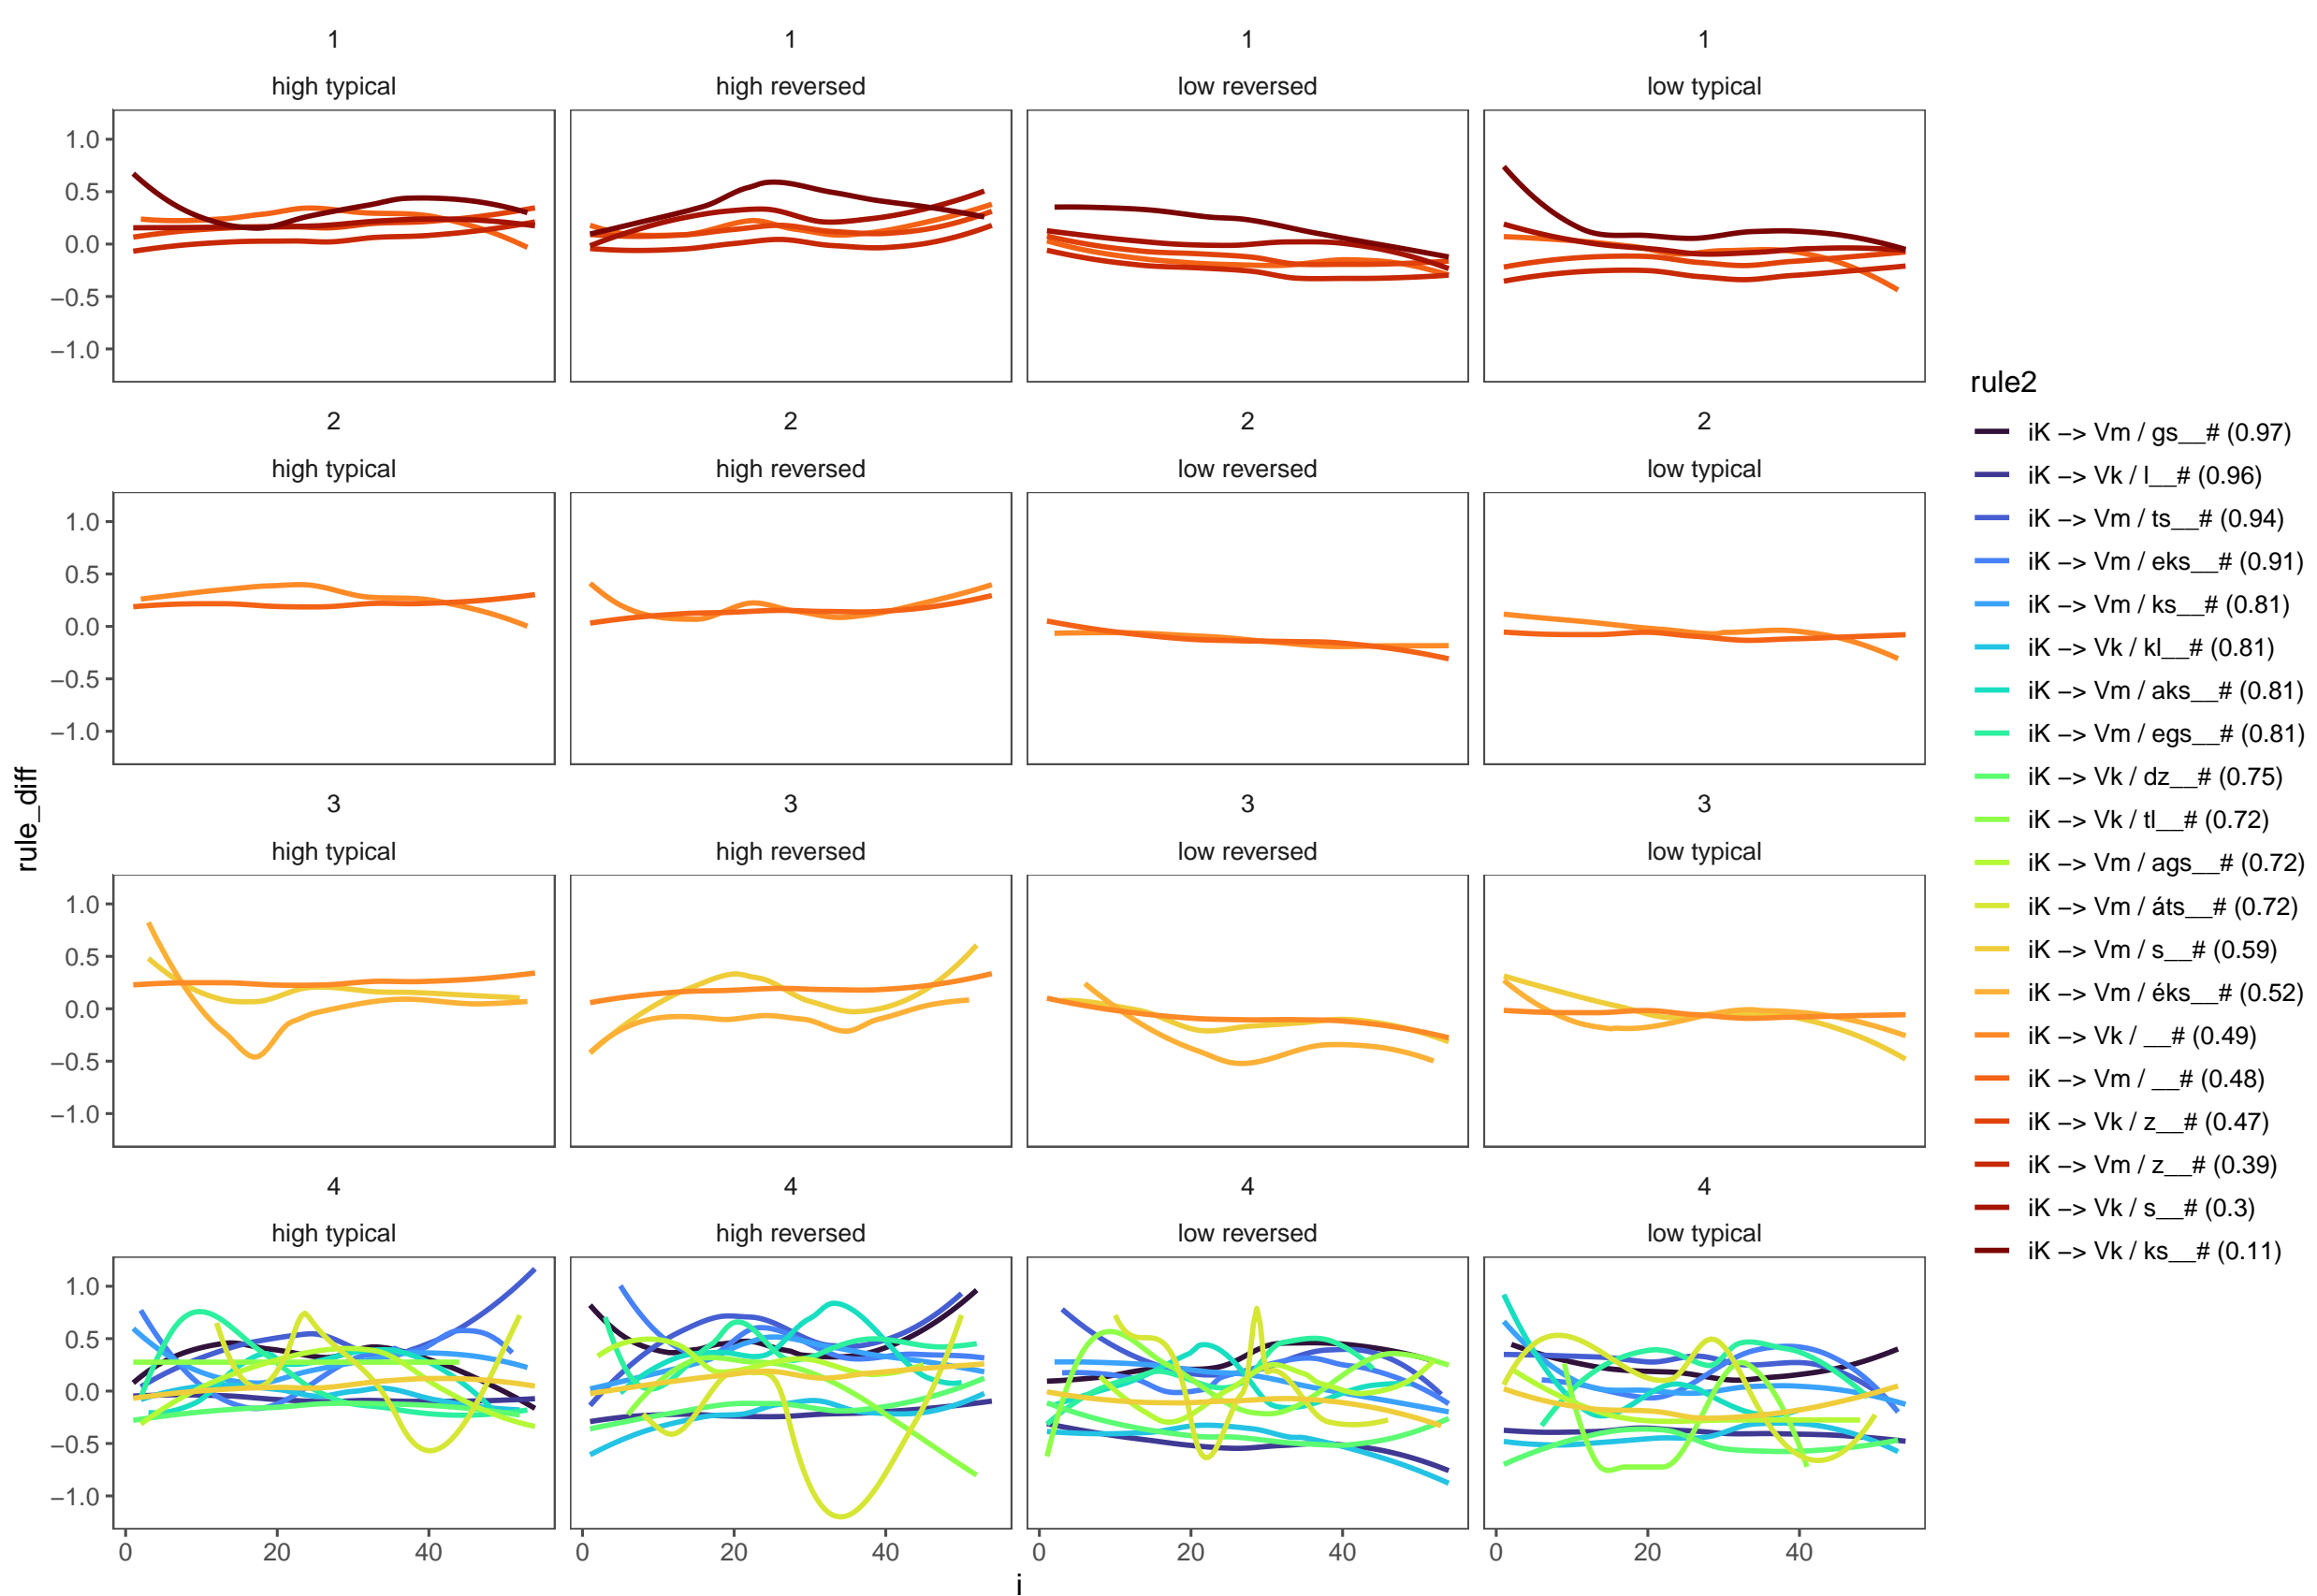 1 1 1 1
high typical high reversed low reversed low typical
1.0
0.5
0.0
−0.5
−1.0
2 2 2 2
high typical high reversed low reversed low typical
1.0
0.5
0.0
−0.5
−1.0
3 3 3 3
high typical high reversed low reversed low typical
1.0
0.5
0.0
−0.5
−1.0
4 4 4 4
high typical high reversed low reversed low typical
1.0
0.5
0.0
−0.5
−1.0
0 20 40 0 20 40 0 20 40 0 20 40
i
rule_diff
rule2
iK −> Vm / gs__# (0.97)
iK −> Vk / l__# (0.96)
iK −> Vm / ts__# (0.94)
iK −> Vm / eks__# (0.91)
iK −> Vm / ks__# (0.81)
iK −> Vk / kl__# (0.81)
iK −> Vm / aks__# (0.81)
iK −> Vm / egs__# (0.81)
iK −> Vk / dz__# (0.75)
iK −> Vk / tl__# (0.72)
iK −> Vm / ags__# (0.72)
iK −> Vm / áts__# (0.72)
iK −> Vm / s__# (0.59)
iK −> Vm / éks__# (0.52)
iK −> Vk / __# (0.49)
iK −> Vm / __# (0.48)
iK −> Vk / z__# (0.47)
iK −> Vm / z__# (0.39)
iK −> Vk / s__# (0.3)
iK −> Vk / ks__# (0.11)